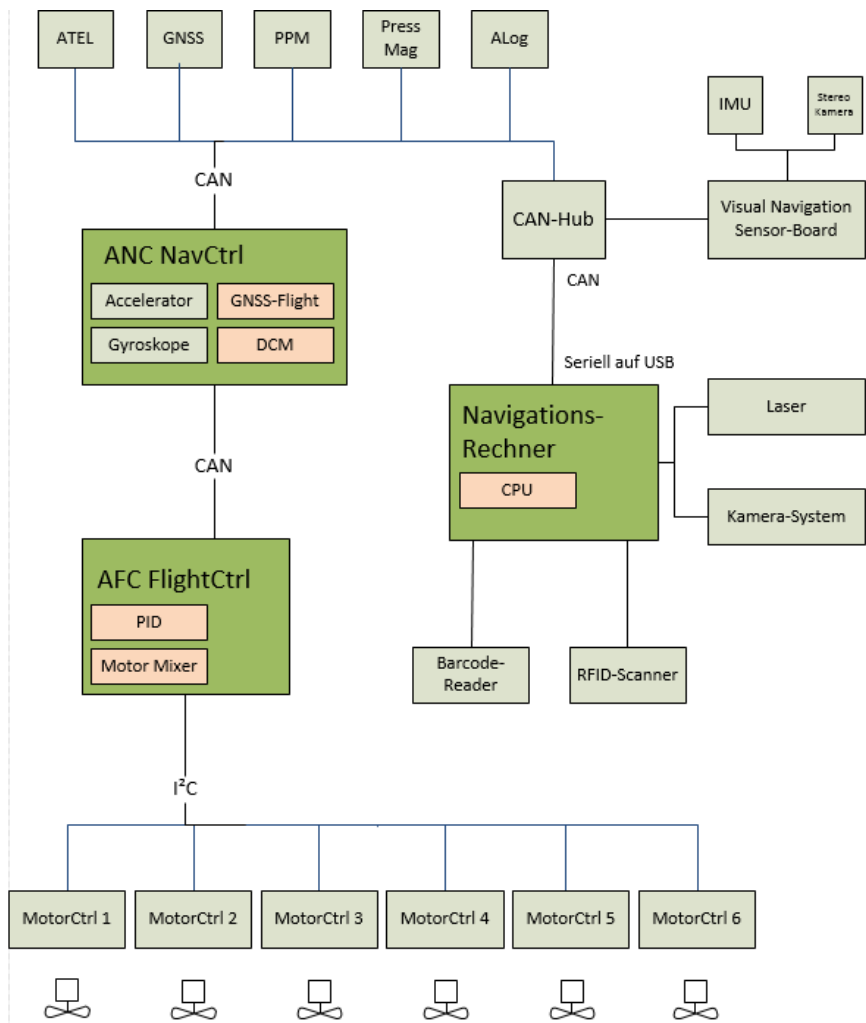 ATEL
GNSS
PPM
Press
Mag
ALog
IMU
Stereo
Kamera
CAN
CAN-Hub
Visual Navigation
Sensor-Board
ANC NavCtrl
Accelerator
GNSS-Flight
Gyroskope
DCM
CAN
Seriell auf USB
Navigations-
Rechner
CPU
Laser
Kamera-System
CAN
AFC FlightCtrl
PID
Motor Mixer
Barcode-
Reader
RFID-Scanner
I²C
MotorCtrl 1
MotorCtrl 2
MotorCtrl 3
MotorCtrl 4
MotorCtrl 5
MotorCtrl 6